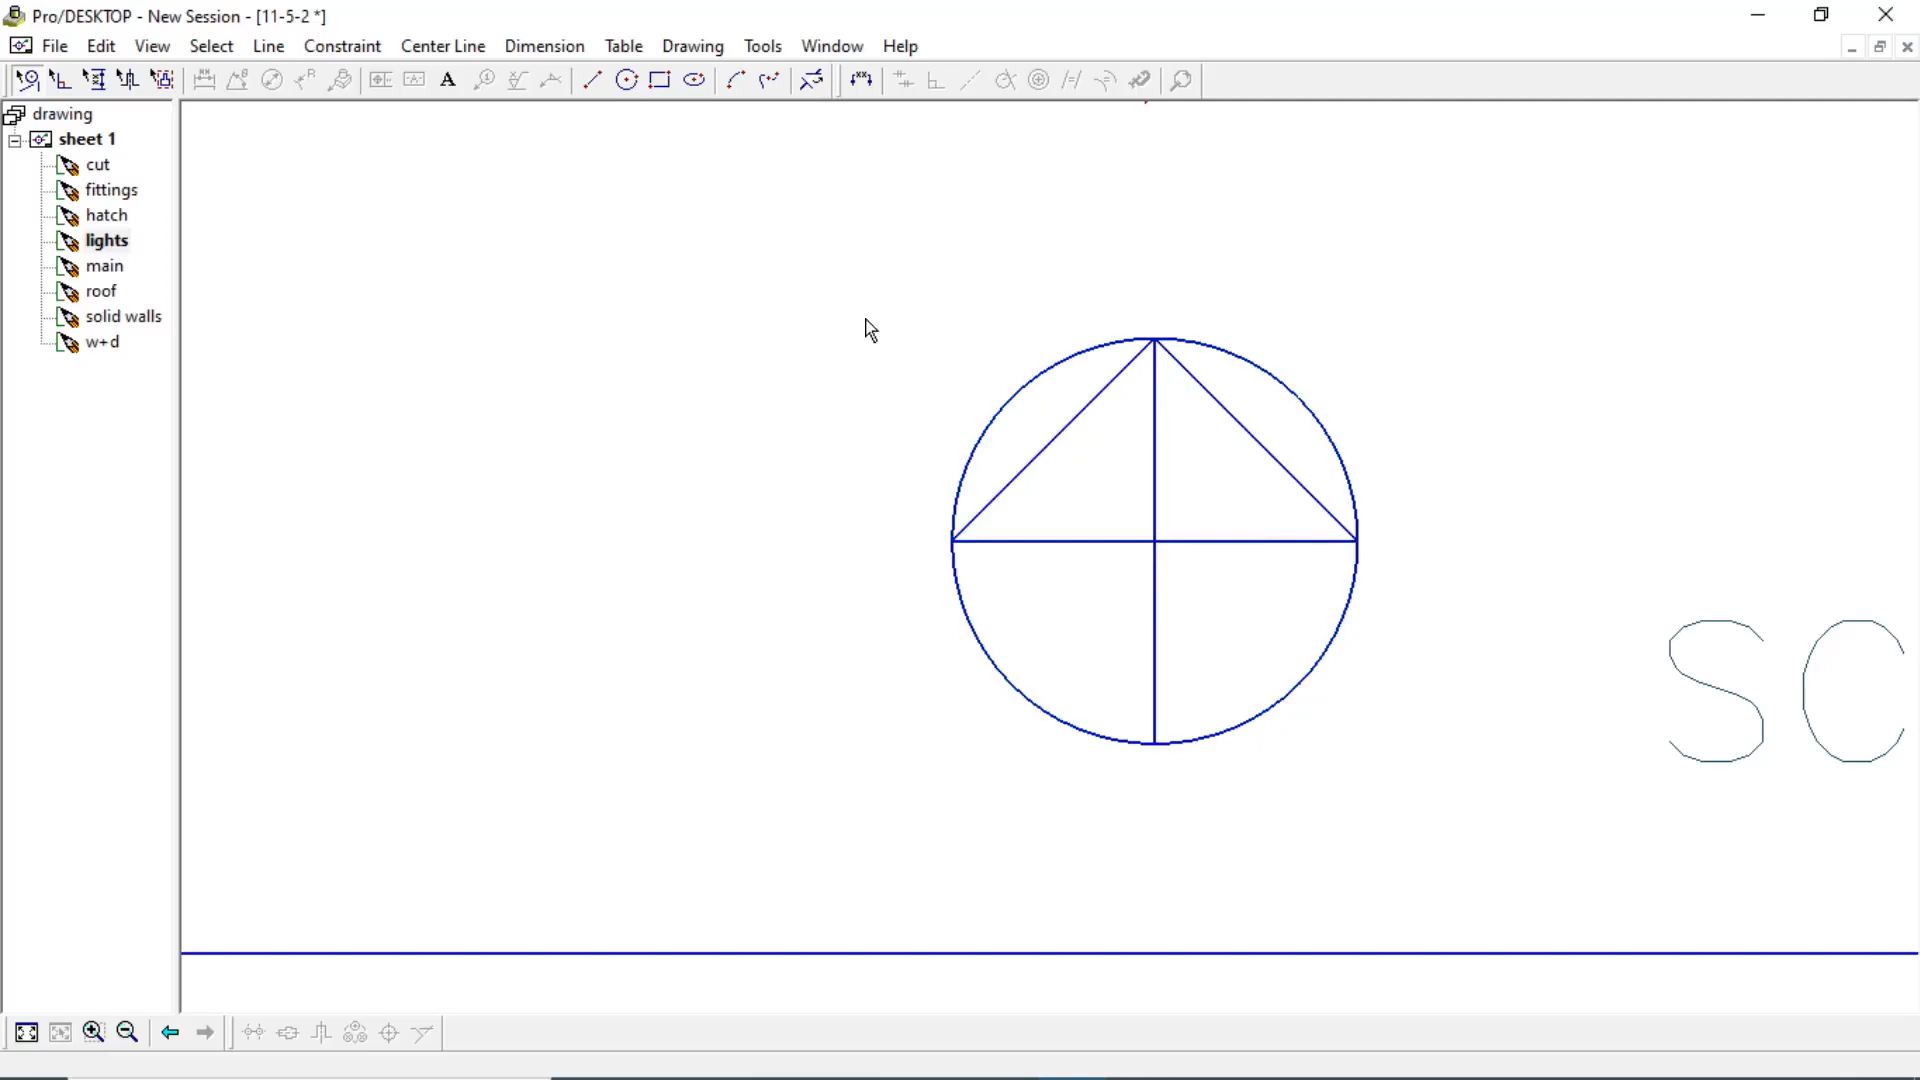 Pro/DESKTOP - New Session - [11-5-2 *]
File Edit View Select Line Constraint Center Line Dimension Table Drawing Tools Window Help
drawing
sheet 1
cut
fittings
hatch
lights
main
roof
solid walls
w+d
SC